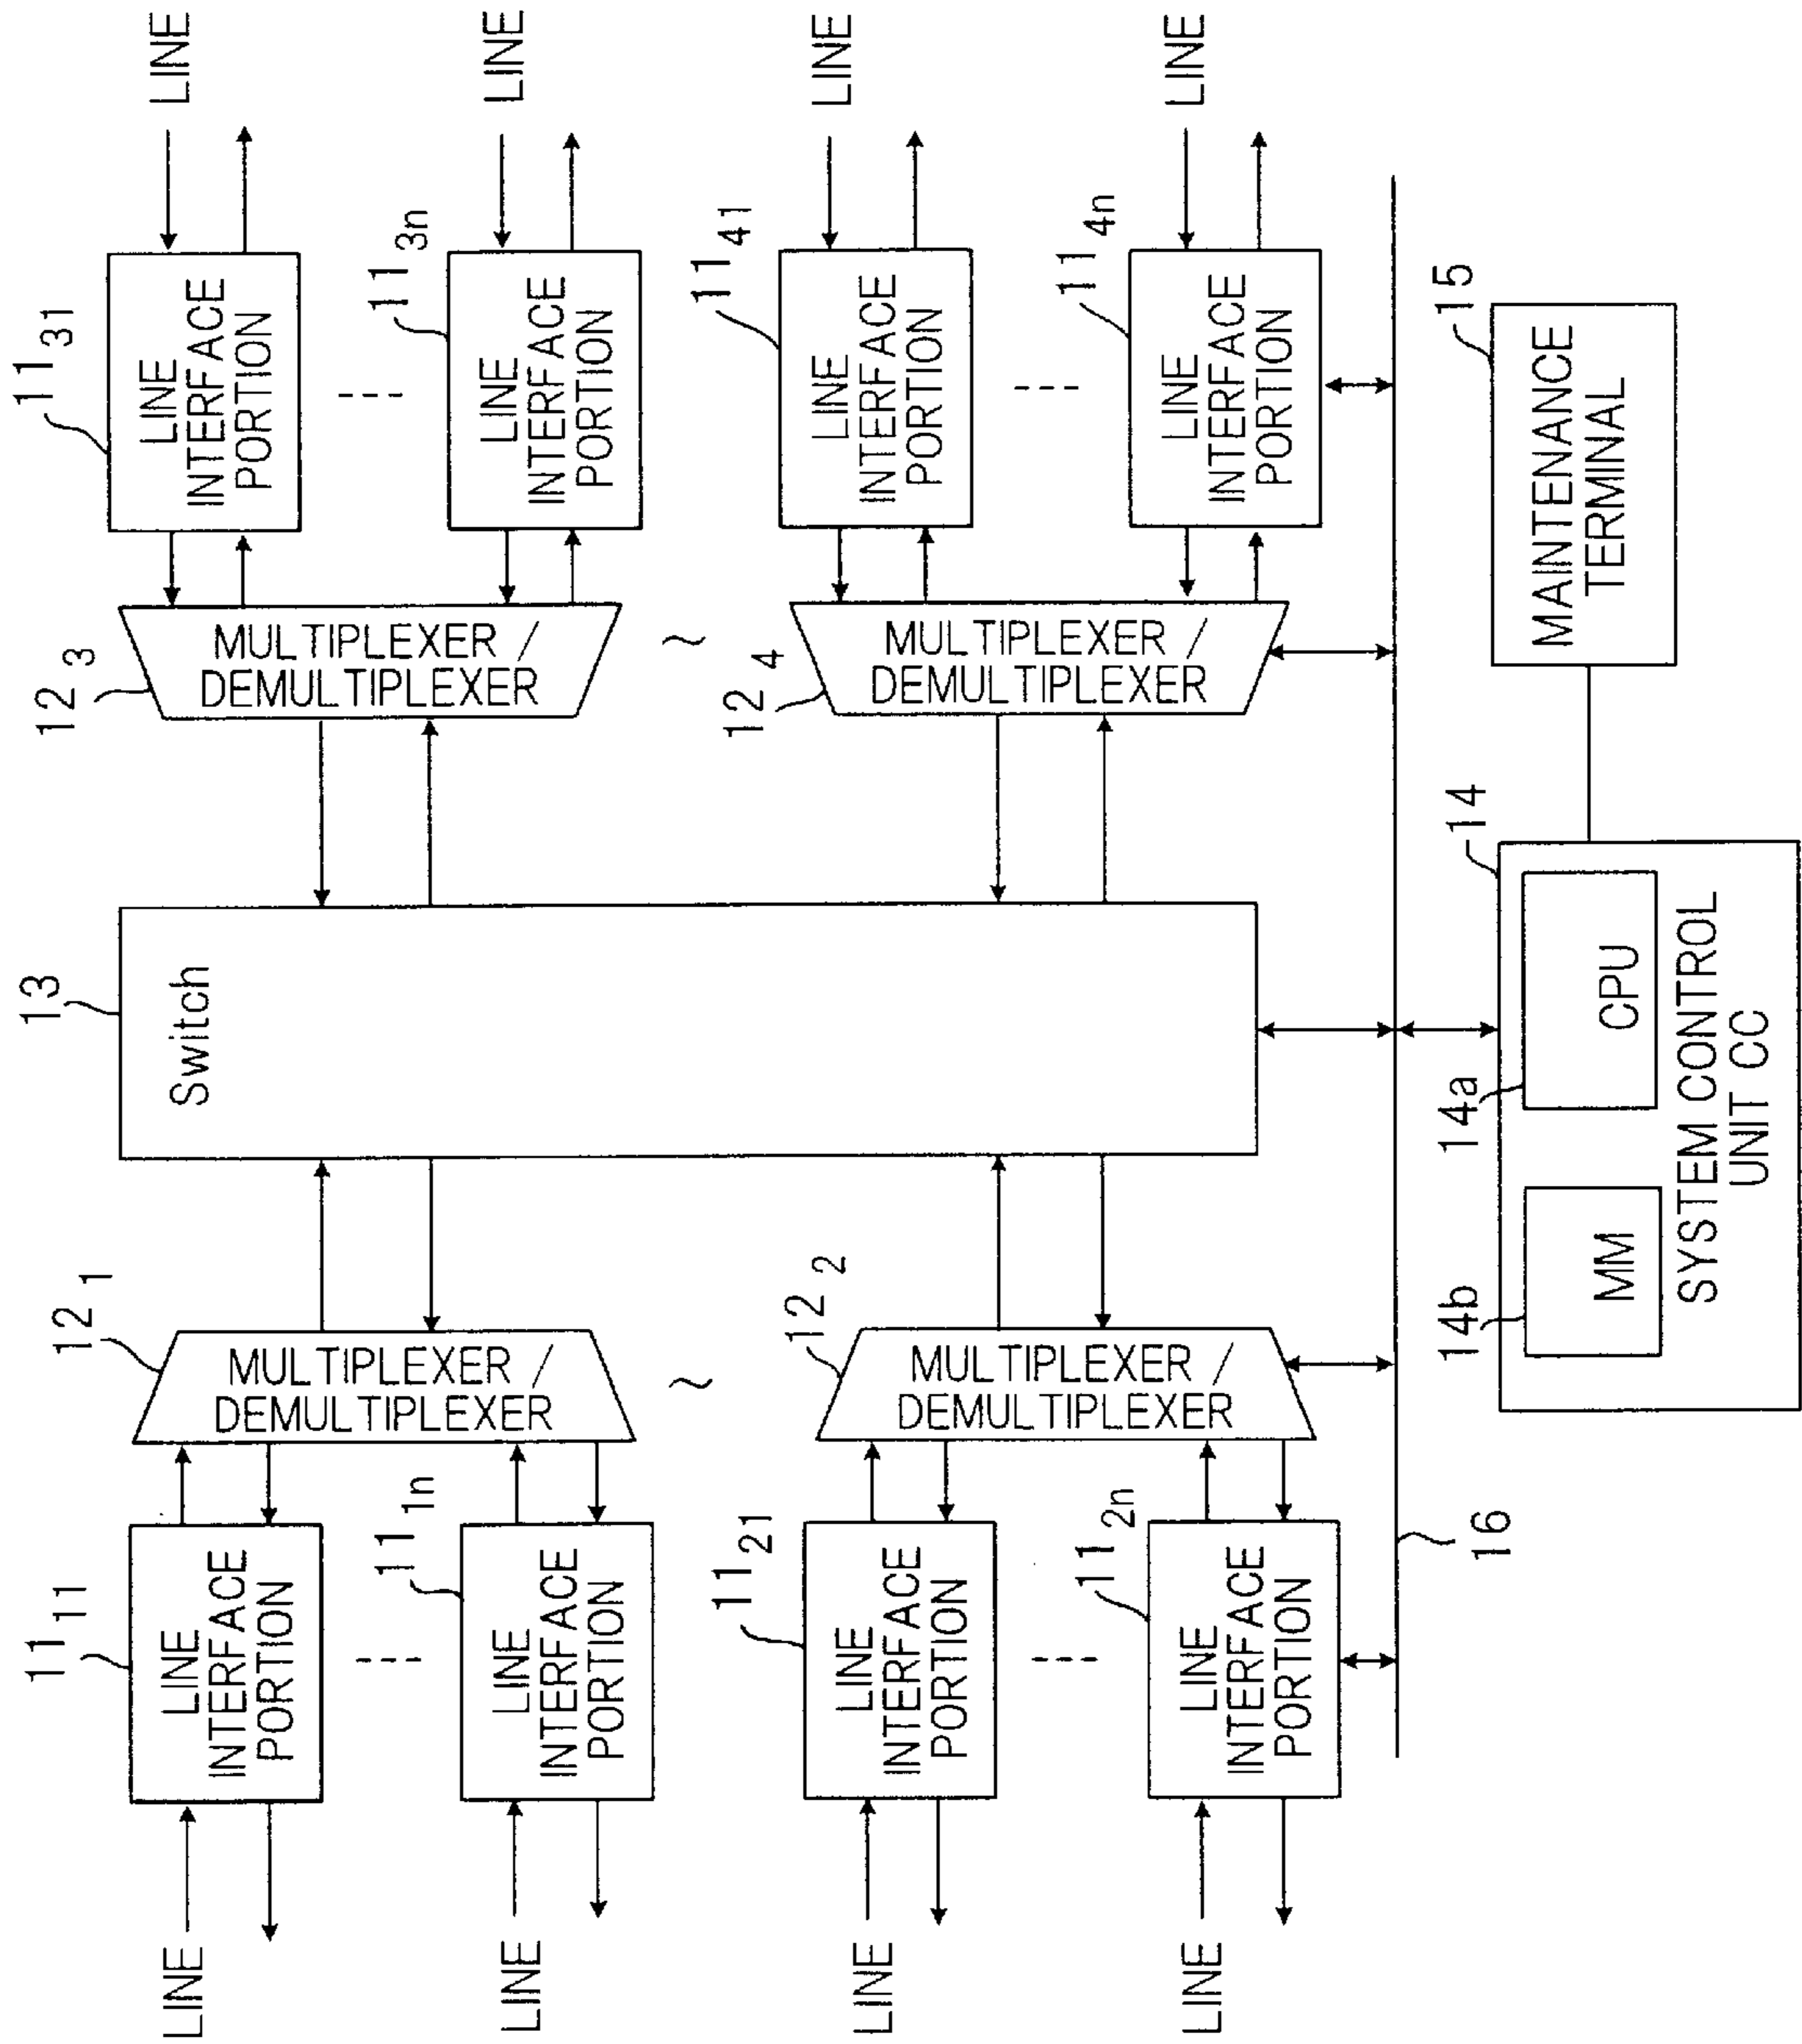 LINE
11 11
LINE
INTERFACE
PORTION
12 1
MULTIPLEXER /
DEMULTIPLEXER
13
Switch
12 3
MULTIPLEXER /
DEMULTIPLEXER
11 31
LINE
INTERFACE
PORTION
LINE
---
---
LINE
11 1n
LINE
INTERFACE
PORTION
11 3n
LINE
INTERFACE
PORTION
LINE
~
~
LINE
11 21
LINE
INTERFACE
PORTION
12 2
MULTIPLEXER /
DEMULTIPLEXER
12 4
MULTIPLEXER /
DEMULTIPLEXER
11 41
LINE
INTERFACE
PORTION
LINE
---
---
LINE
11 2n
LINE
INTERFACE
PORTION
11 4n
LINE
INTERFACE
PORTION
LINE
16
14b
MM
14a
CPU
14
SYSTEM CONTROL
UNIT CC
15
MAINTENANCE
TERMINAL